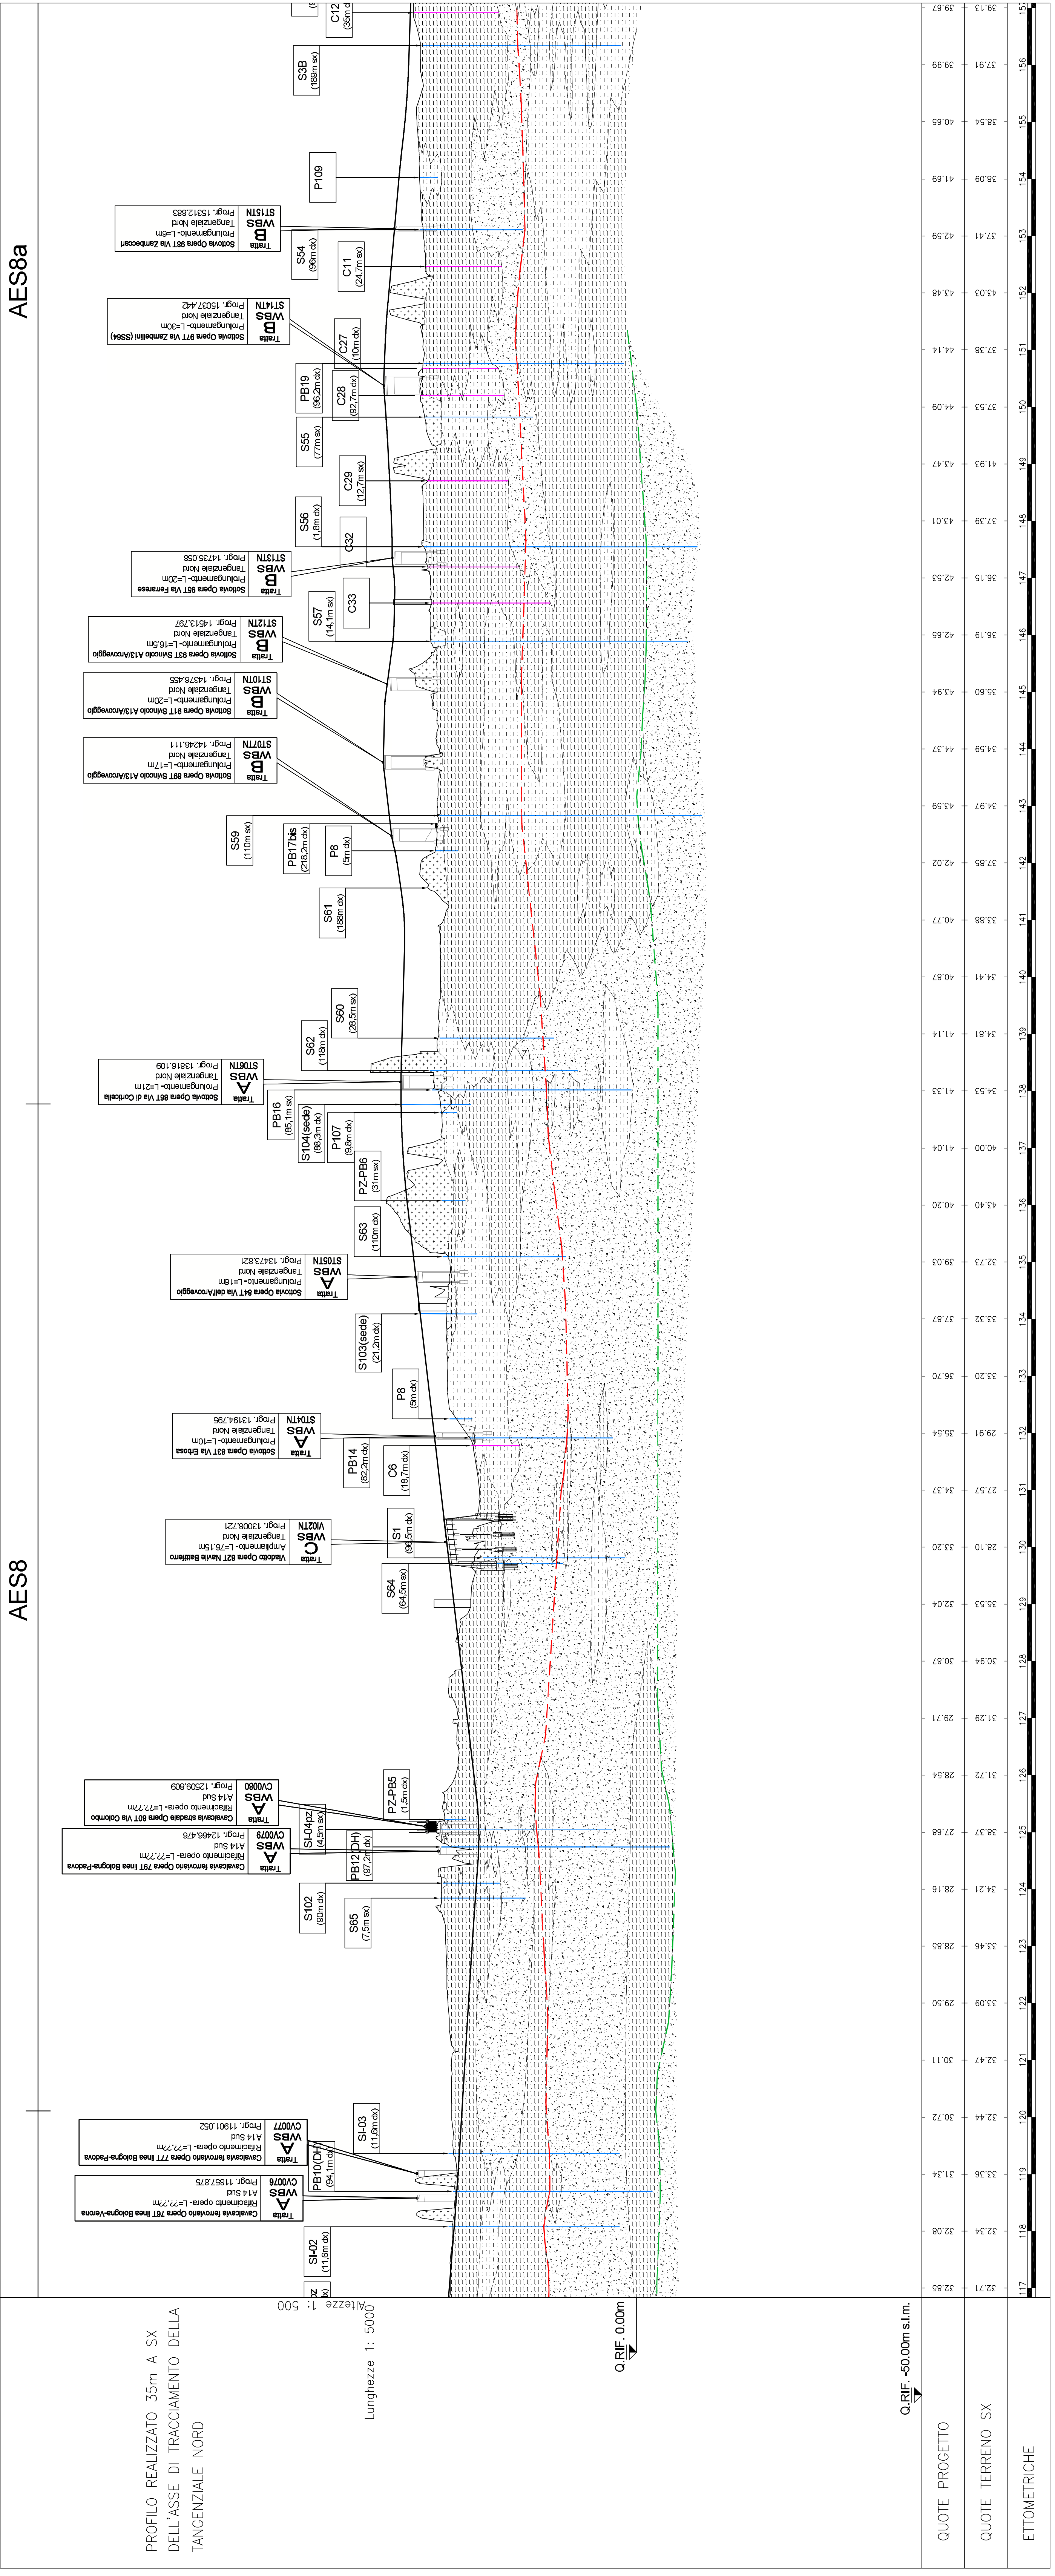 AES8
AES8a
PROFILO REALIZZATO 35m A SX
DELL'ASSE DI TRACCIAMENTO DELLA
TANGENZIALE NORD
Altezze 1: 500
Lunghezze 1: 5000
Q.RIF. 0.00m
Q.RIF. -50.00m s.l.m.
Cavalcavia ferroviario Opera 76T linea Bologna-Verona
Rifacimento opera- L=??,??m
A14 Sud
Progr. 11857.875
Tratta
A
WBS
CV0076
Cavalcavia ferroviario Opera 77T linea Bologna-Padova
Rifacimento opera- L=??,??m
A14 Sud
Progr. 11901.052
Tratta
A
WBS
CV0077
Cavalcavia ferroviario Opera 79T linea Bologna-Padova
Rifacimento opera- L=??,??m
A14 Sud
Progr. 12466.476
Tratta
A
WBS
CV0079
Cavalcavia stradale Opera 80T Via Colombo
Rifacimento opera- L=??,??m
A14 Sud
Progr. 12509.809
Tratta
A
WBS
CV0080
Viadotto Opera 82T Navile Battiferro
Ampliamento- L=76.15m
Tangenziale Nord
Progr. 13008.721
Tratta
C
WBS
VI02TN
Sottovia Opera 83T Via Erbosa
Prolungamento- L=10m
Tangenziale Nord
Progr. 13194.795
Tratta
A
WBS
ST04TN
Sottovia Opera 84T Via dell'Arcoveggio
Prolungamento- L=16m
Tangenziale Nord
Progr. 13473.821
Tratta
A
WBS
ST05TN
Sottovia Opera 86T Via di Corticella
Prolungamento- L=21m
Tangenziale Nord
Progr. 13816.109
Tratta
A
WBS
ST06TN
Sottovia Opera 89T Svincolo A13/Arcoveggio
Prolungamento- L=17m
Tangenziale Nord
Progr. 14248.111
Tratta
B
WBS
ST07TN
Sottovia Opera 91T Svincolo A13/Arcoveggio
Prolungamento- L=20m
Tangenziale Nord
Progr. 14376.455
Tratta
B
WBS
ST10TN
Sottovia Opera 93T Svincolo A13/Arcoveggio
Prolungamento- L=16,5m
Tangenziale Nord
Progr. 14513.797
Tratta
B
WBS
ST12TN
Sottovia Opera 95T Via Ferrarese
Prolungamento- L=20m
Tangenziale Nord
Progr. 14735.058
Tratta
B
WBS
ST13TN
Sottovia Opera 97T Via Zambellini (SS64)
Prolungamento- L=30m
Tangenziale Nord
Progr. 15037.442
Tratta
B
WBS
ST14TN
Sottovia Opera 98T Via Zambeccari
Prolungamento- L=6m
Tangenziale Nord
Progr. 15312.883
Tratta
B
WBS
ST15TN
SI-02
(11,6m dx)
PB10(DH)
(94,1m dx)
SI-03
(11,6m dx)
S65
(7,5m sx)
S102
(90m dx)
PB12(DH)
(97,2m dx)
SI-04pz
(4,5m sx)
PZ-PB5
(1,5m dx)
S64
(64,5m sx)
S1
(96,5m dx)
C6
(18,7m dx)
PB14
(82,2m dx)
P8
(5m dx)
S103(sede)
(21,2m dx)
S63
(110m dx)
PZ-PB6
(31m sx)
P107
(9,8m dx)
S104(sede)
(88,3m dx)
PB16
(85,1m sx)
S62
(118m dx)
S60
(28,5m sx)
S61
(188m dx)
P8
(5m dx)
PB17bis
(218,2m dx)
S59
(110m sx)
S57
(14,1m sx)
C33
C32
S56
(1,8m dx)
C29
(12,7m sx)
S55
(77m sx)
C28
(92,7m dx)
PB19
(96,2m dx)
C27
(10m dx)
C11
(24,7m sx)
S54
(96m dx)
P109
S3B
(189m sx)
C12
QUOTE PROGETTO 32.85 32.08 31.34 30.72 30.11 29.50 28.85 28.16 27.68 28.54 29.71 30.87 32.04 33.20 34.37 35.54 36.70 37.87 39.03 40.20 41.04 41.33 41.14 40.87 40.77 42.02 43.59 44.37 43.94 42.65 42.53 43.01 43.47 44.09 44.14 43.48 42.59 41.69 40.65 39.99 39.67
QUOTE TERRENO SX 32.71 32.34 33.36 32.44 32.47 33.09 33.46 34.21 38.37 31.72 31.29 30.94 35.53 28.10 27.57 29.91 33.20 33.32 32.73 43.40 40.00 34.53 34.81 34.41 33.88 37.85 34.97 34.59 35.60 36.19 36.15 37.39 41.93 37.53 37.38 43.03 37.41 38.09 38.54 37.91 39.13
ETTOMETRICHE 117 118 119 120 121 122 123 124 125 126 127 128 129 130 131 132 133 134 135 136 137 138 139 140 141 142 143 144 145 146 147 148 149 150 151 152 153 154 155 156